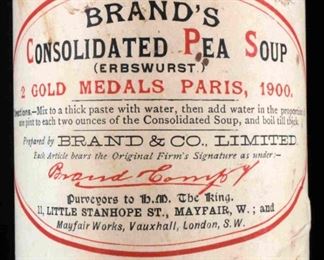 BRAND'S
CONSOLIDATED PEA SOUP
(ERBSWURST.)
2 GOLD MEDALS PARIS, 1900.
Directions.—Mix to a thick paste with water, then add water in the proportion of
one pint to each two ounces of the Consolidated Soup, and boil till thick.
Prepared by BRAND & CO., LIMITED.
Each Article bears the Original Firm's Signature as under:—
Brand & Comp.y
Purveyors to H.M. The King.
11, LITTLE STANHOPE ST., MAYFAIR, W.; and
Mayfair Works, Vauxhall, London, S.W.